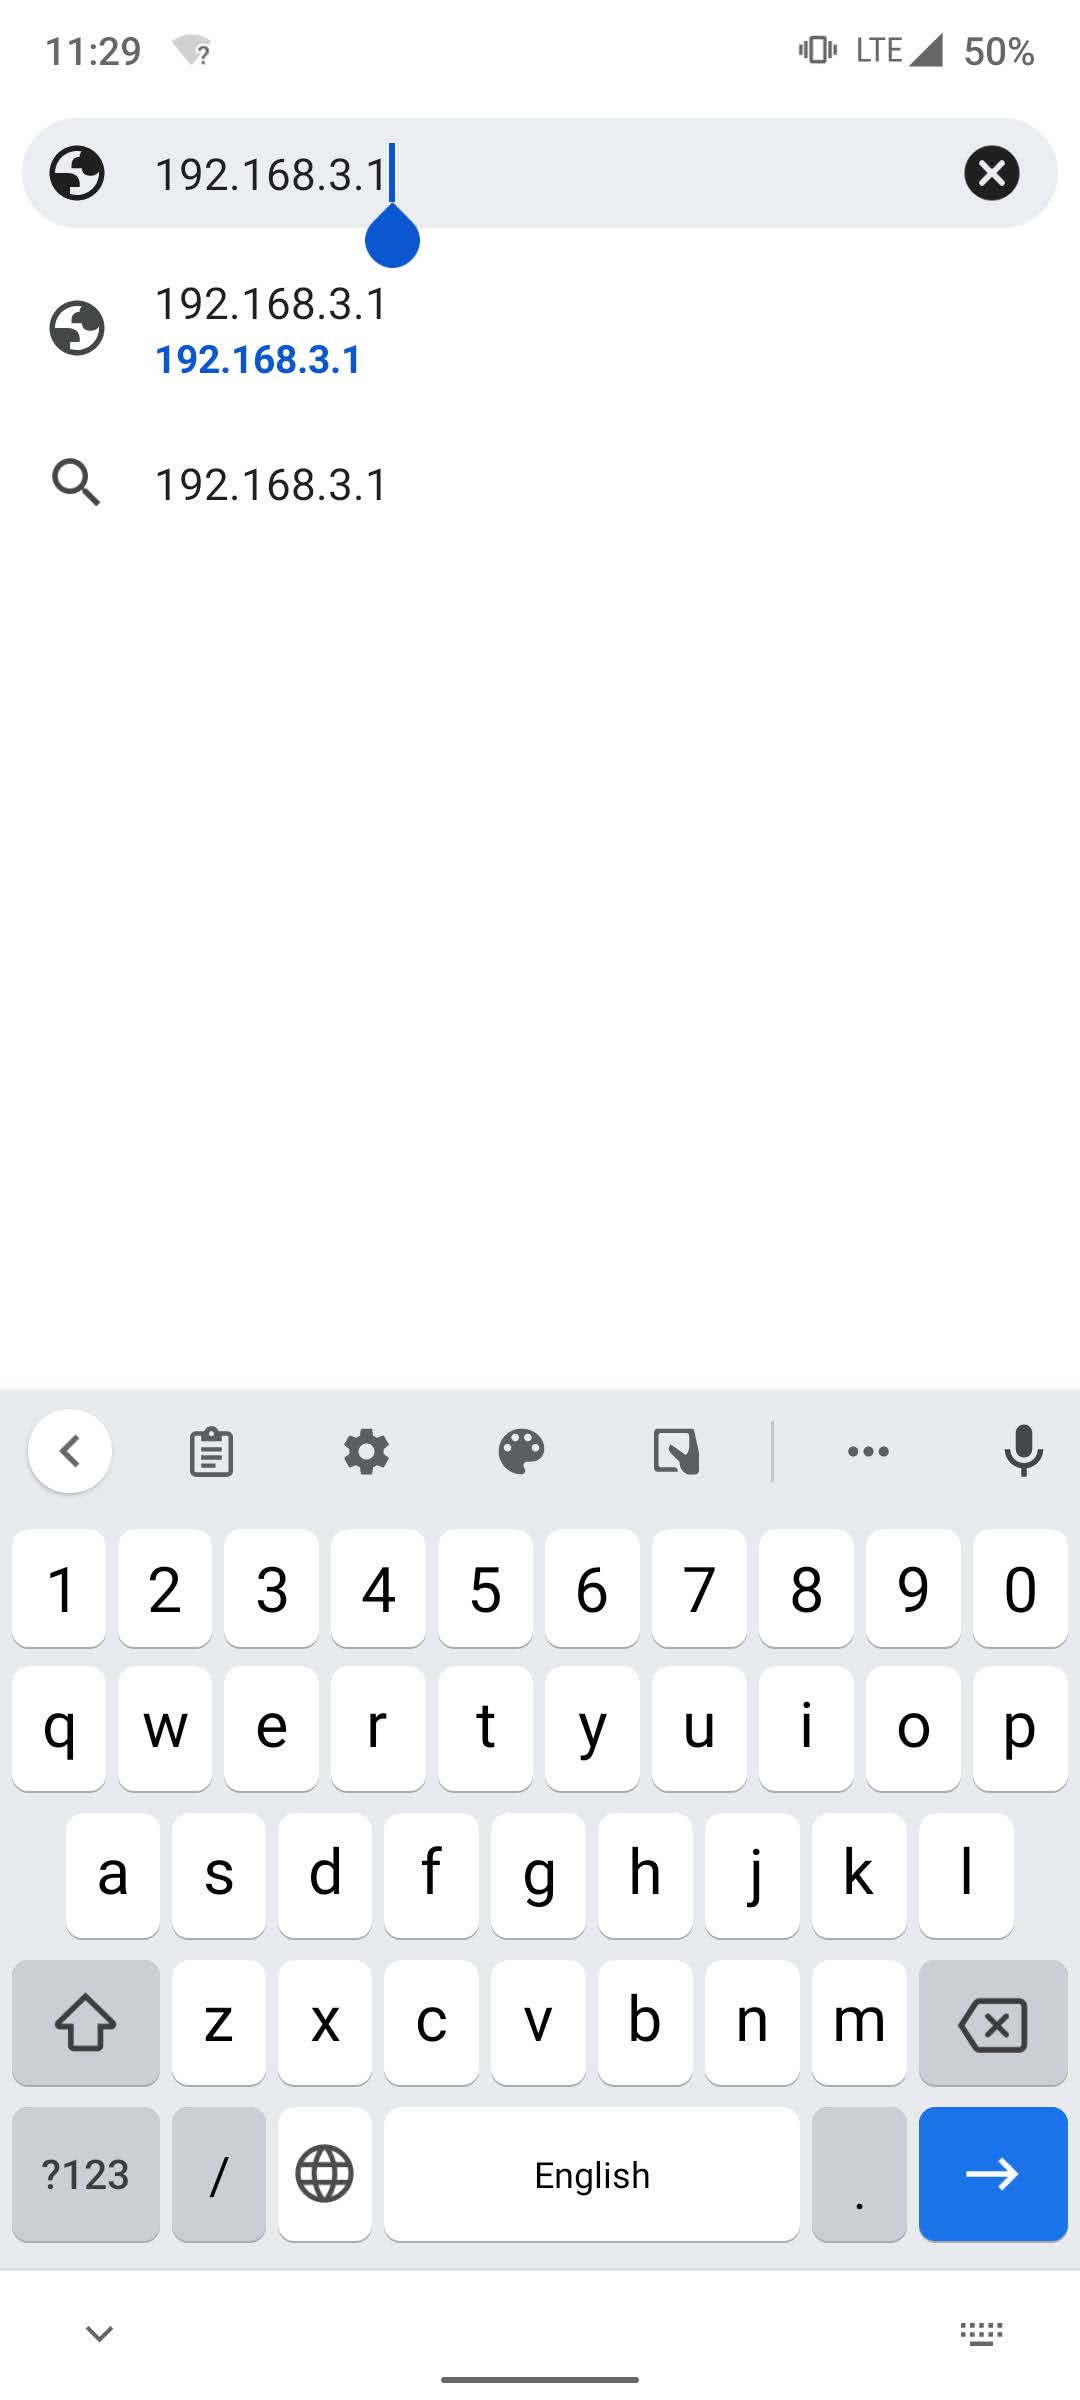 11:29 LTE 50%
192.168.3.1
192.168.3.1
192.168.3.1
192.168.3.1
1 2 3 4 5 6 7 8 9 0
q w e r t y u i o p
a s d f g h j k l
z x c v b n m
?123 / English .